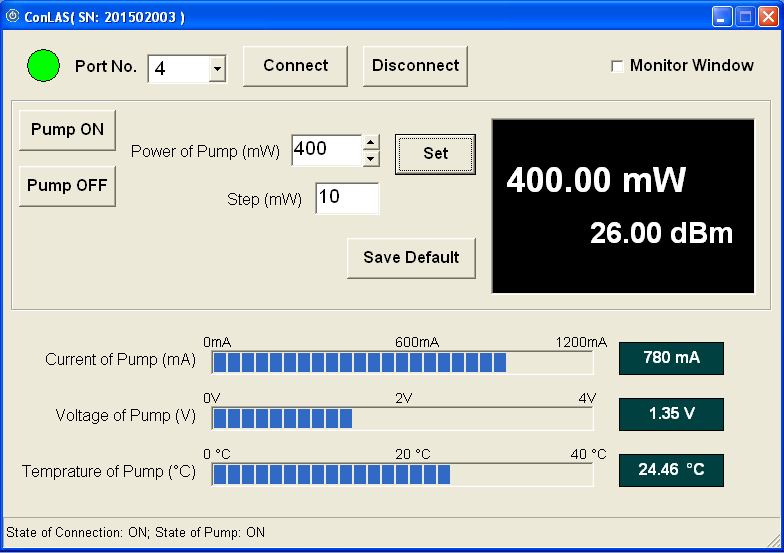 ConLAS( SN: 201502003 )
Port No. 4 Connect Disconnect Monitor Window
Pump ON
Power of Pump (mW) 400 Set
Pump OFF
Step (mW) 10
Save Default
400.00 mW
26.00 dBm
0mA 600mA 1200mA
Current of Pump (mA) 780 mA
0V 2V 4V
Voltage of Pump (V) 1.35 V
0 °C 20 °C 40 °C
Temprature of Pump (°C) 24.46 °C
State of Connection: ON; State of Pump: ON